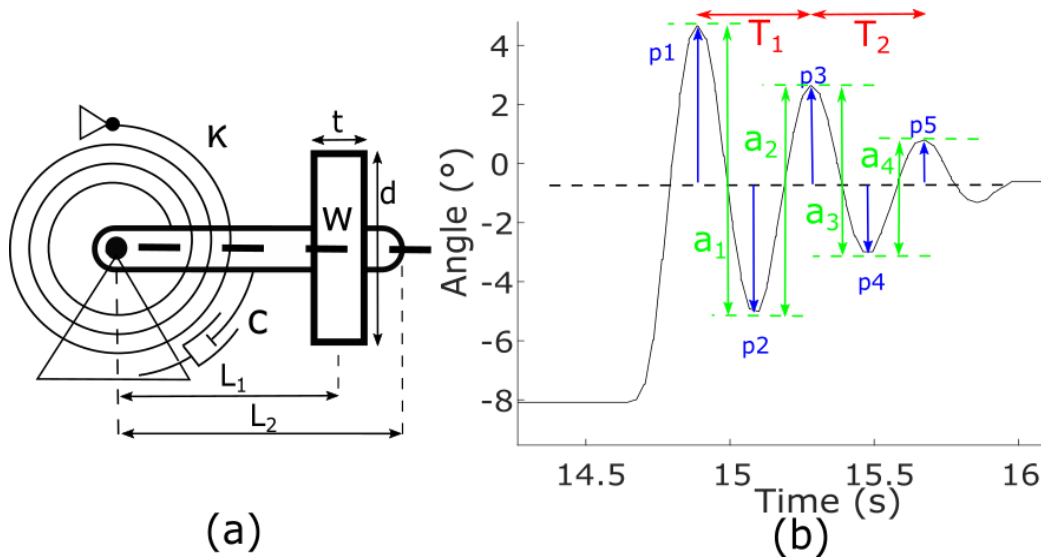 K
t
d
W
C
L₁
L₂
(a)
Angle (°)
4
2
0
-2
-4
-6
-8
T₁
T₂
p1
p3
p5
a₁
a₂
a₃
a₄
p2
p4
14.5
15
15.5
16
Time (s)
(b)